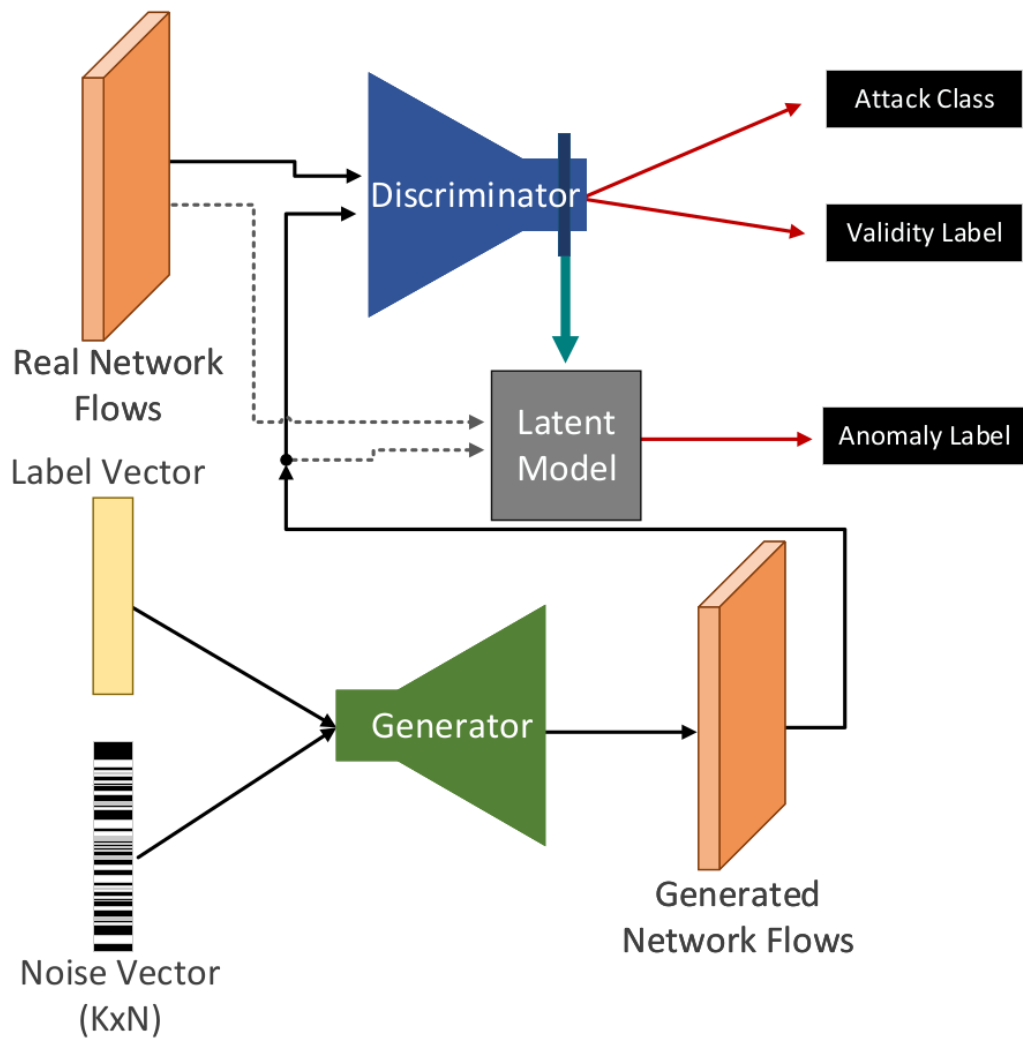 Attack Class
Discriminator
Validity Label
Real Network
Flows
Latent
Model
Anomaly Label
Label Vector
Generator
Generated
Network Flows
Noise Vector
(KxN)